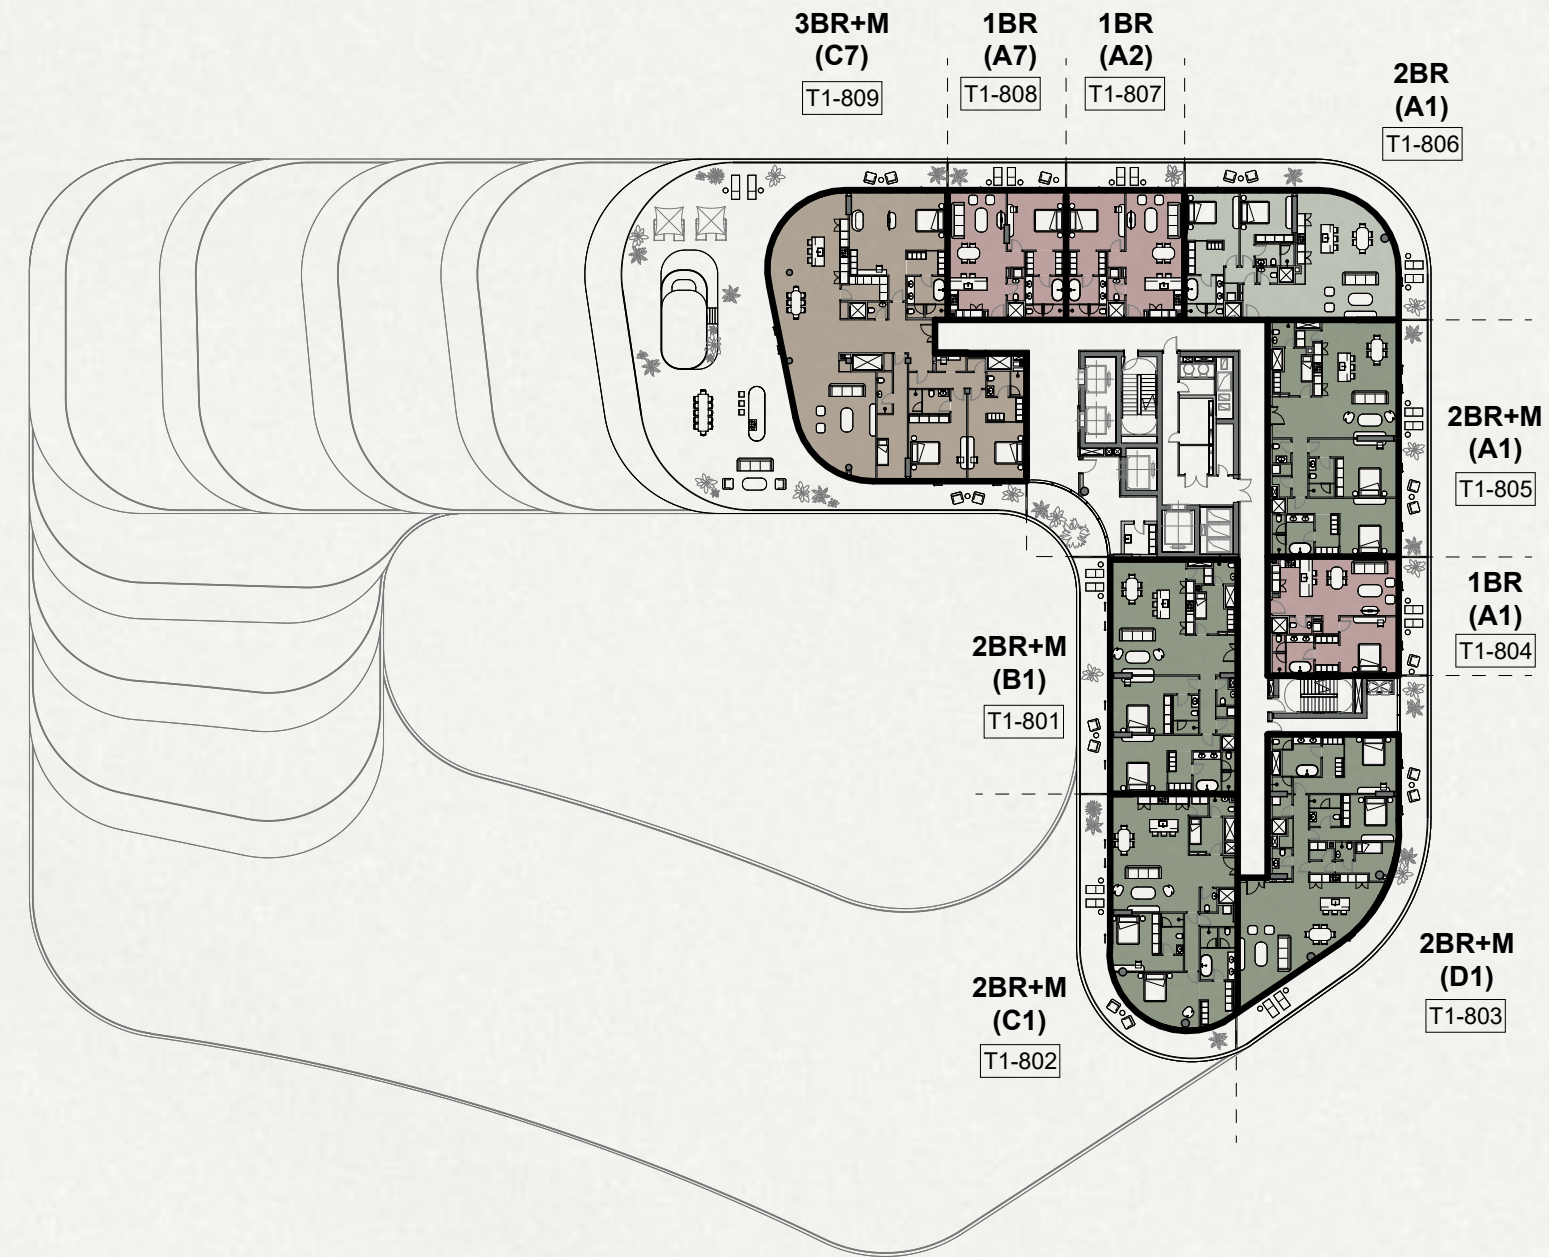 3BR+M
(C7)
T1-809
1BR
(A7)
T1-808
1BR
(A2)
T1-807
2BR
(A1)
T1-806
2BR+M
(A1)
T1-805
1BR
(A1)
T1-804
2BR+M
(B1)
T1-801
2BR+M
(D1)
T1-803
2BR+M
(C1)
T1-802